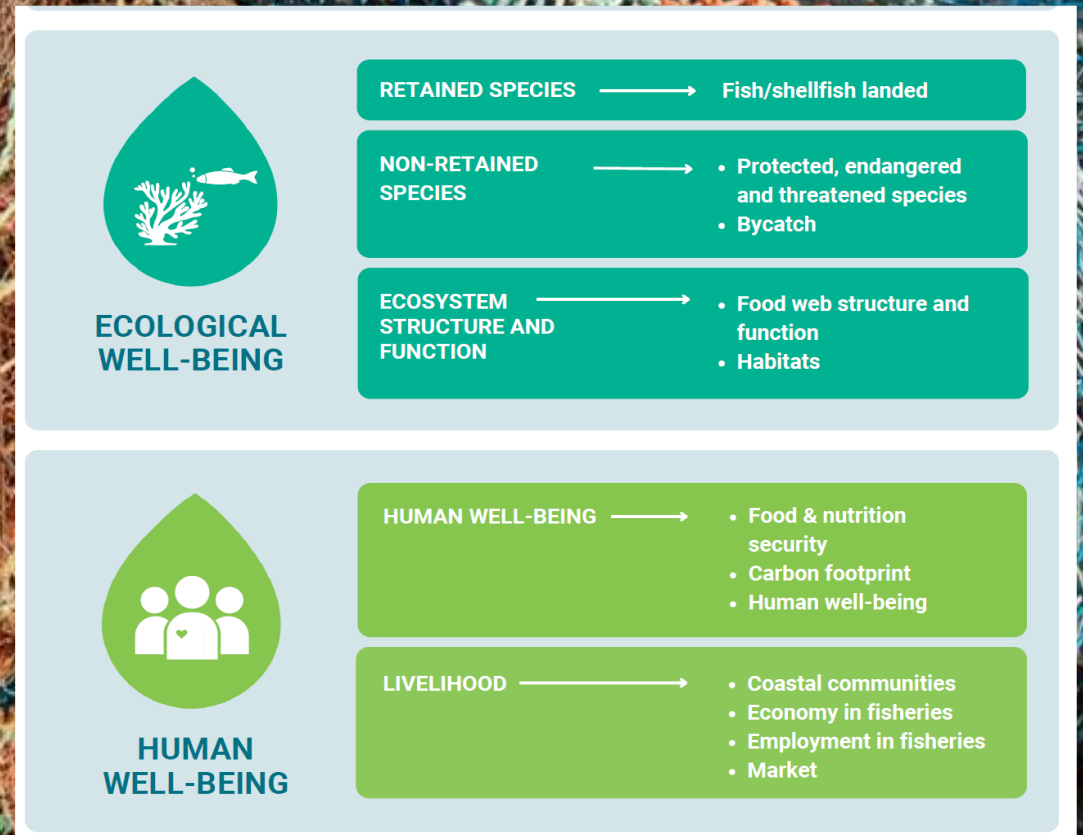 ECOLOGICAL
WELL-BEING
RETAINED SPECIES
Fish/shellfish landed
NON-RETAINED
SPECIES
• Protected, endangered
and threatened species
• Bycatch
ECOSYSTEM
STRUCTURE AND
FUNCTION
• Food web structure and
function
• Habitats
HUMAN
WELL-BEING
HUMAN WELL-BEING
• Food & nutrition
security
• Carbon footprint
• Human well-being
LIVELIHOOD
• Coastal communities
• Economy in fisheries
• Employment in fisheries
• Market